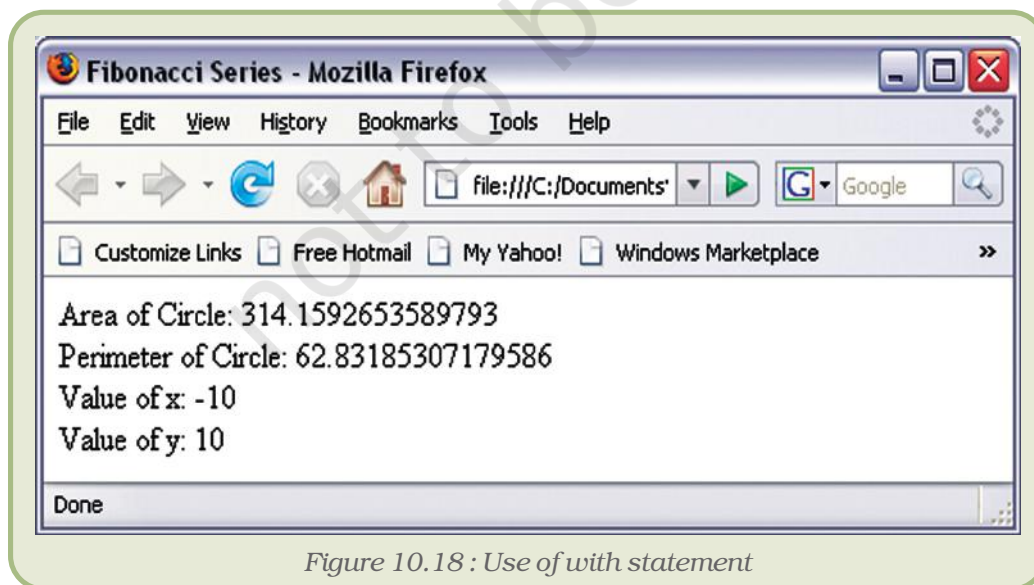 Fibonacci Series - Mozilla Firefox
File Edit View History Bookmarks Tools Help
file:///C:/Documents' G Google
Customize Links Free Hotmail My Yahoo! Windows Marketplace »
Area of Circle: 314.1592653589793
Perimeter of Circle: 62.83185307179586
Value of x: -10
Value of y: 10
Done
Figure 10.18 : Use of with statement
not to b